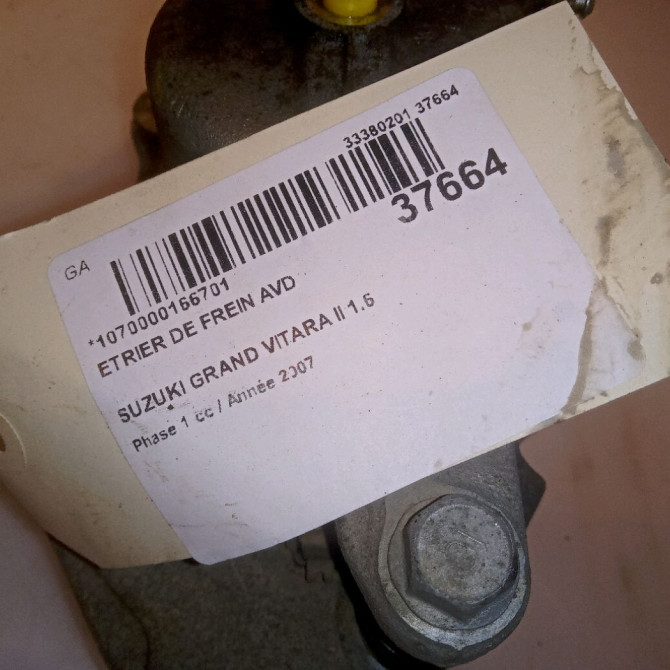 33380201 37664
37664
GA
*1070000166701
ETRIER DE FREIN AVD
SUZUKI GRAND VITARA II 1.6
Phase 1 cc / Année 2007